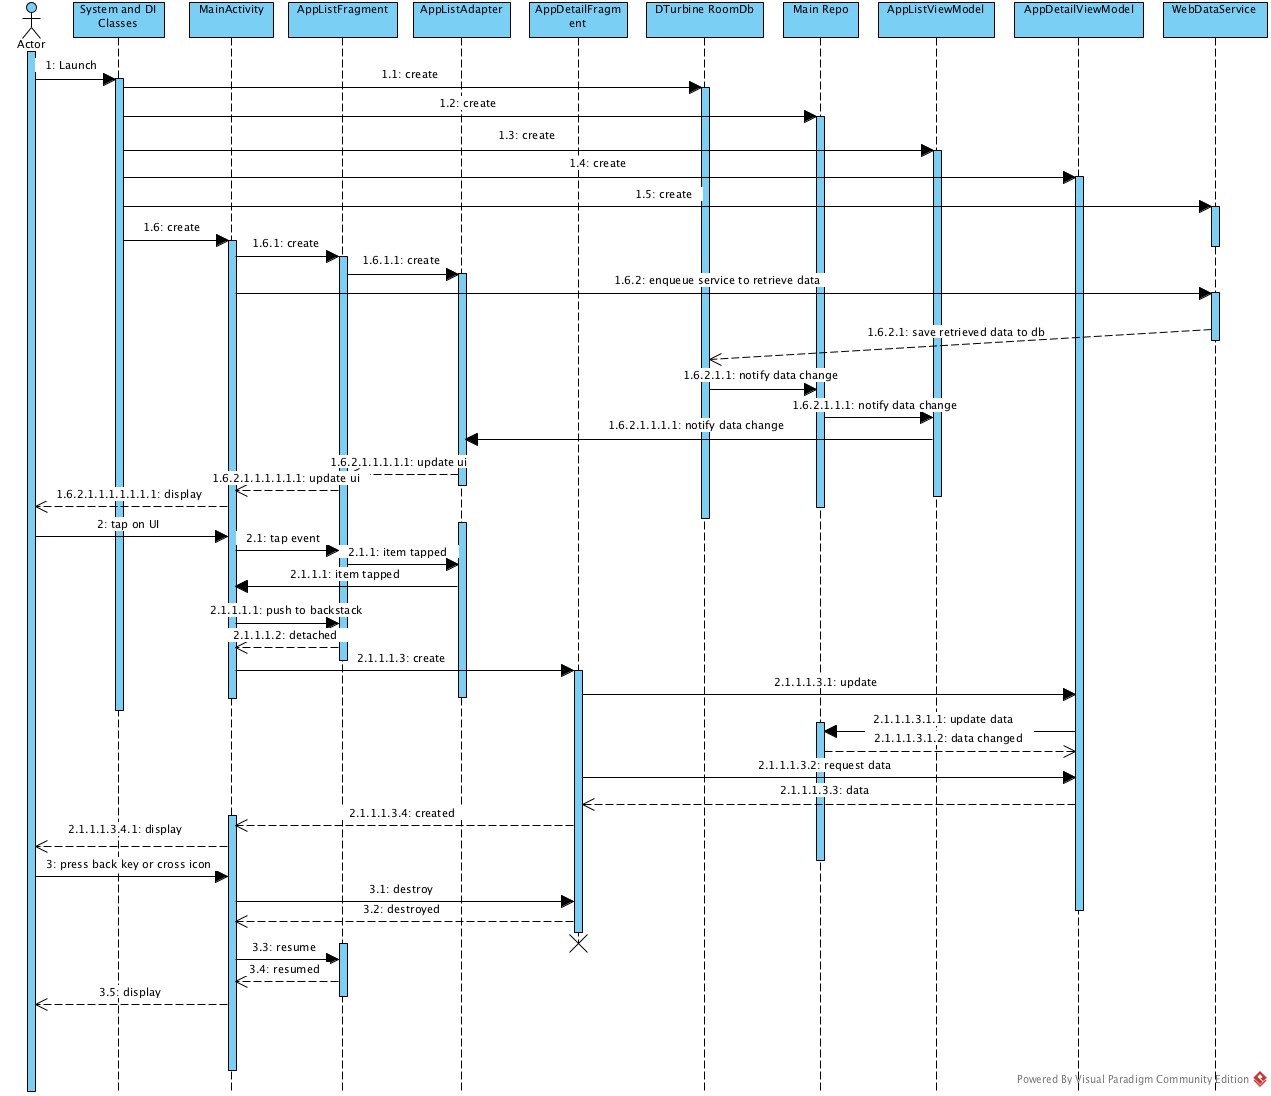 System and DI
Classes
MainActivity
AppListFragment
AppListAdapter
AppDetailFragm
ent
DTurbine RoomDb
Main Repo
AppListViewModel
AppDetailViewModel
WebDataService
Actor
1: Launch
1.1: create
1.2: create
1.3: create
1.4: create
1.5: create
1.6: create
1.6.1: create
1.6.1.1: create
1.6.2: enqueue service to retrieve data
1.6.2.1: save retrieved data to db
1.6.2.1.1: notify data change
1.6.2.1.1.1: notify data change
1.6.2.1.1.1.1: notify data change
1.6.2.1.1.1.1.1: update ui
1.6.2.1.1.1.1.1.1: update ui
1.6.2.1.1.1.1.1.1.1: display
2: tap on UI
2.1: tap event
2.1.1: item tapped
2.1.1.1: item tapped
2.1.1.1.1: push to backstack
2.1.1.1.2: detached
2.1.1.1.3: create
2.1.1.1.3.1: update
2.1.1.1.3.1.1: update data
2.1.1.1.3.1.2: data changed
2.1.1.1.3.2: request data
2.1.1.1.3.3: data
2.1.1.1.3.4: created
2.1.1.1.3.4.1: display
3: press back key or cross icon
3.1: destroy
3.2: destroyed
3.3: resume
3.4: resumed
3.5: display
Powered By Visual Paradigm Community Edition